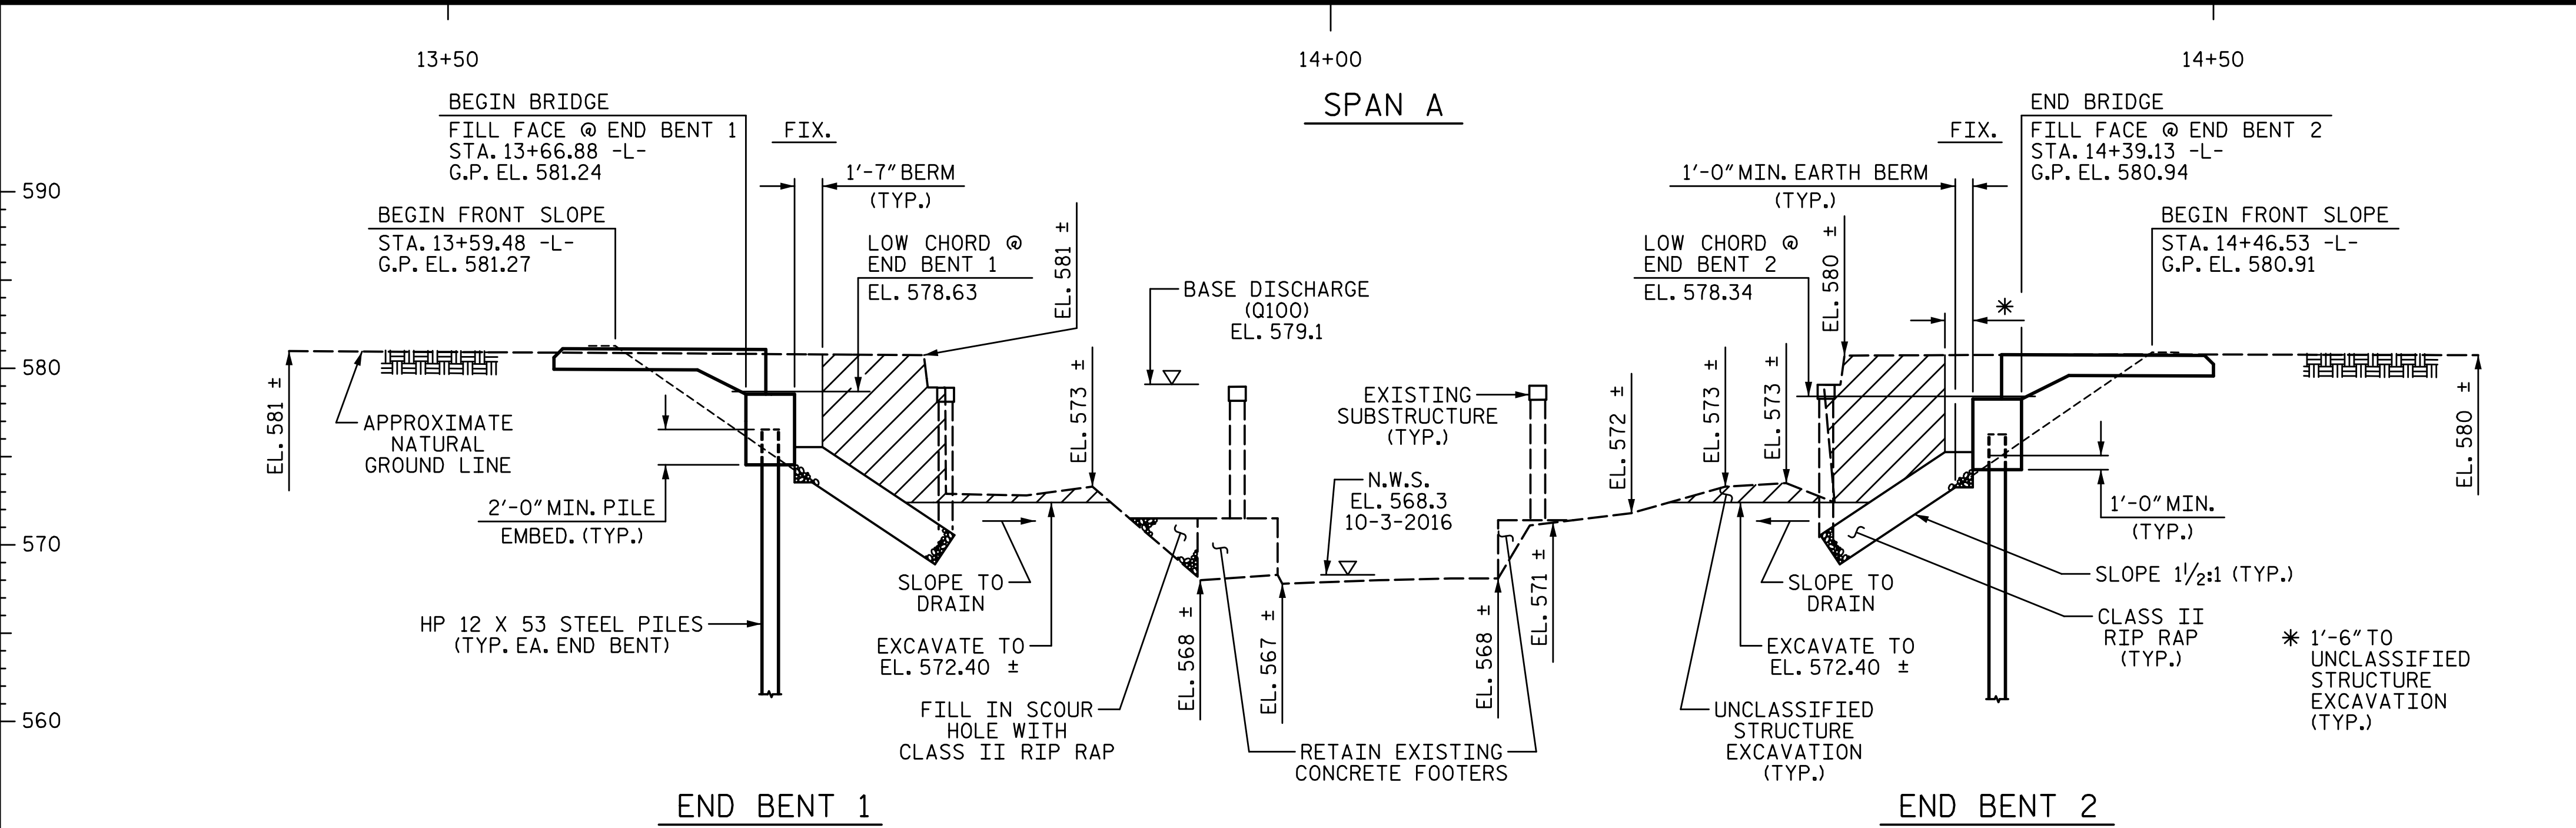 13+50
14+00
14+50
SPAN A
BEGIN BRIDGE
FILL FACE @ END BENT 1
STA. 13+66.88 -L-
G.P. EL. 581.24
FIX.
1'-7" BERM
(TYP.)
BEGIN FRONT SLOPE
STA. 13+59.48 -L-
G.P. EL. 581.27
LOW CHORD @
END BENT 1
EL. 578.63
EL. 581 ±
BASE DISCHARGE
(Q100)
EL. 579.1
FIX.
END BRIDGE
FILL FACE @ END BENT 2
STA. 14+39.13 -L-
G.P. EL. 580.94
1'-0" MIN. EARTH BERM
(TYP.)
LOW CHORD @
END BENT 2
EL. 578.34
EL. 580 ±
BEGIN FRONT SLOPE
STA. 14+46.53 -L-
G.P. EL. 580.91
*
590
580
570
560
EL. 581 ±
APPROXIMATE
NATURAL
GROUND LINE
2'-0" MIN. PILE
EMBED. (TYP.)
HP 12 X 53 STEEL PILES
(TYP. EA. END BENT)
EL. 573 ±
EXISTING
SUBSTRUCTURE
(TYP.)
N.W.S.
EL. 568.3
10-3-2016
EL. 572 ±
EL. 573 ±
EL. 573 ±
EL. 580 ±
1'-0" MIN.
(TYP.)
SLOPE TO
DRAIN
EXCAVATE TO
EL. 572.40 ±
FILL IN SCOUR
HOLE WITH
CLASS II RIP RAP
EL. 568 ±
EL. 567 ±
EL. 568 ±
EL. 571 ±
RETAIN EXISTING
CONCRETE FOOTERS
SLOPE TO
DRAIN
EXCAVATE TO
EL. 572.40 ±
UNCLASSIFIED
STRUCTURE
EXCAVATION
(TYP.)
SLOPE 1 1/2:1 (TYP.)
CLASS II
RIP RAP
(TYP.)
* 1'-6" TO
UNCLASSIFIED
STRUCTURE
EXCAVATION
(TYP.)
END BENT 1
END BENT 2